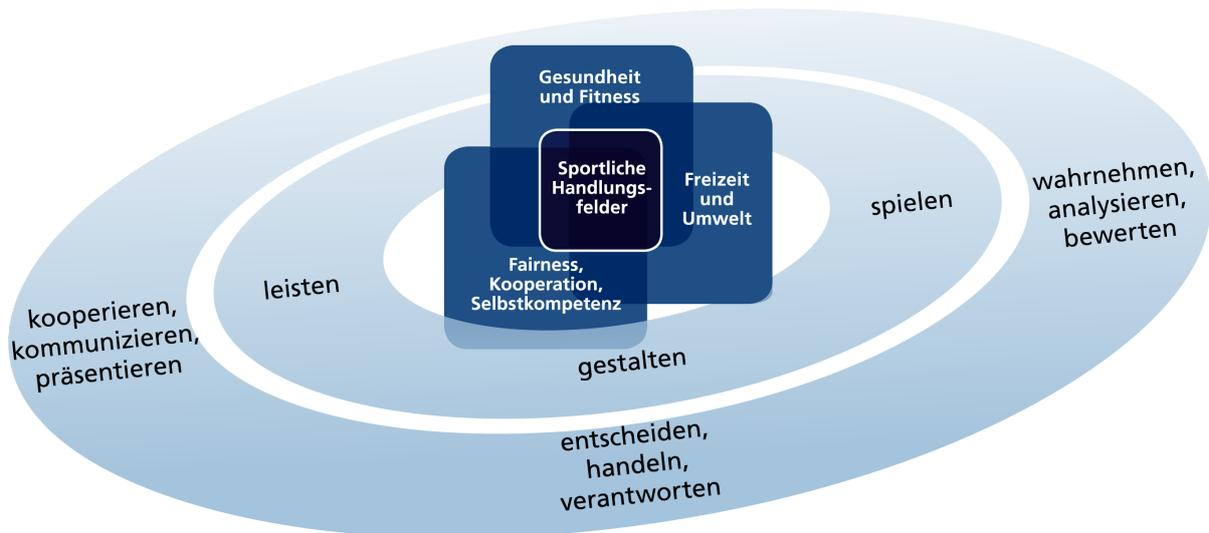 Gesundheit
und Fitness
Sportliche
Handlungs-
felder
Freizeit
und
Umwelt
Fairness,
Kooperation,
Selbstkompetenz
leisten
spielen
gestalten
wahrnehmen,
analysieren,
bewerten
kooperieren,
kommunizieren,
präsentieren
entscheiden,
handeln,
verantworten